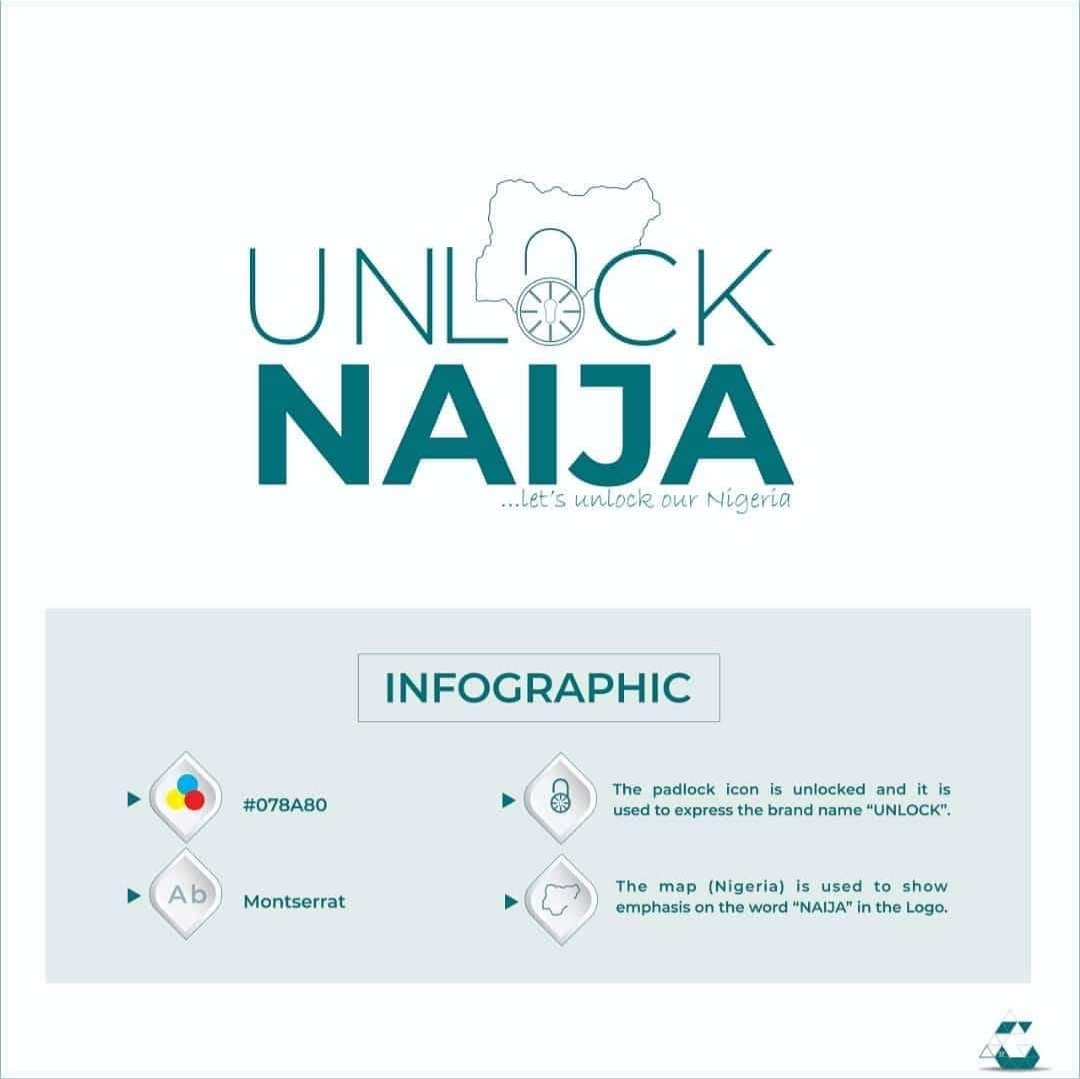 UNLOCK
NAIJA
...let's unlock our Nigeria
INFOGRAPHIC
#078A80
Ab
Montserrat
The padlock icon is unlocked and it is
used to express the brand name “UNLOCK”.
The map (Nigeria) is used to show
emphasis on the word “NAIJA” in the Logo.